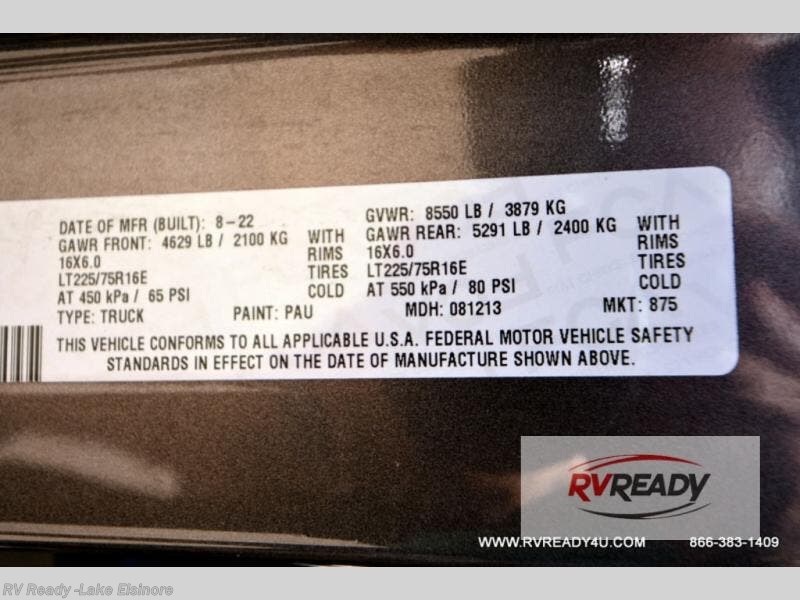 DATE OF MFR (BUILT): 8-22 GVWR: 8550 LB / 3879 KG
GAWR FRONT: 4629 LB / 2100 KG WITH GAWR REAR: 5291 LB / 2400 KG WITH
16X6.0 RIMS 16X6.0 RIMS
LT225/75R16E TIRES LT225/75R16E TIRES
AT 450 kPa / 65 PSI COLD AT 550 kPa / 80 PSI COLD
TYPE: TRUCK PAINT: PAU MDH: 081213 MKT: 875
THIS VEHICLE CONFORMS TO ALL APPLICABLE U.S.A. FEDERAL MOTOR VEHICLE SAFETY
STANDARDS IN EFFECT ON THE DATE OF MANUFACTURE SHOWN ABOVE.
RVREADY
WWW.RVREADY4U.COM 866-383-1409
RV Ready -Lake Elsinore